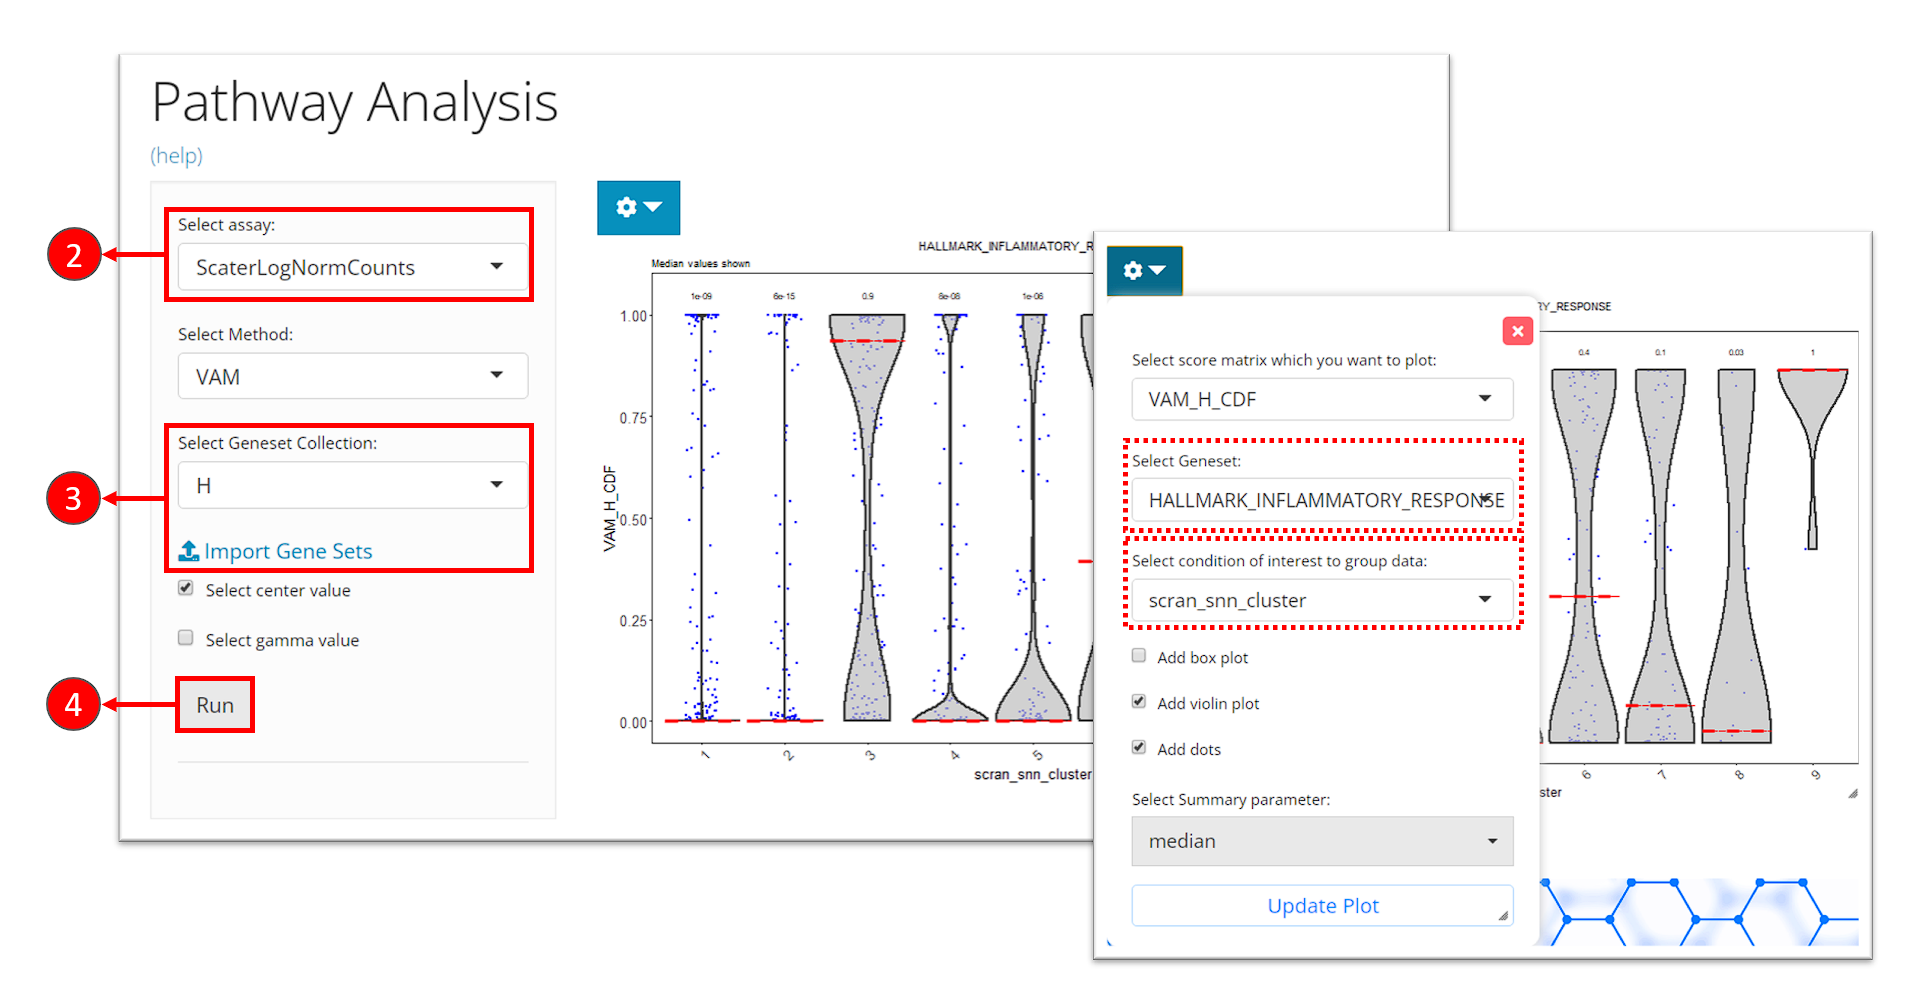 Pathway Analysis
(help)
2
Select assay:
ScaterLogNormCounts
Select Method:
VAM
3
Select Geneset Collection:
H
Import Gene Sets
Select center value
Select gamma value
4
Run
HALLMARK_INFLAMMATORY_R
Median values shown
1e-09
6e-15
0.9
6e-08
1e-06
1.00
0.75
0.50
0.25
0.00
VAM_H_CDF
1
2
3
4
5
scran_snn_cluster
Select score matrix which you want to plot:
VAM_H_CDF
Select Geneset:
HALLMARK_INFLAMMATORY_RESPONSE
Select condition of interest to group data:
scran_snn_cluster
Add box plot
Add violin plot
Add dots
Select Summary parameter:
median
Update Plot
RY_RESPONSE
0.4
0.1
0.03
1
6
7
8
9
ster